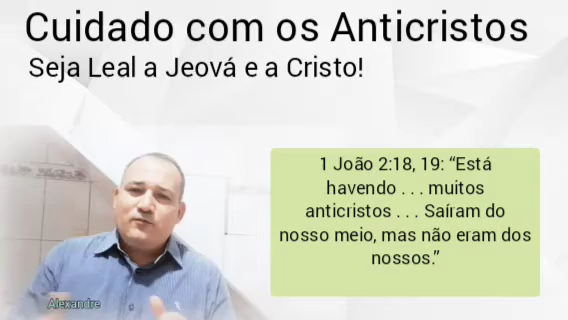 Cuidado com os Anticristos
Seja Leal a Jeová e a Cristo!
1 João 2:18, 19: “Está
havendo . . . muitos
anticristos . . . Saíram do
nosso meio, mas não eram dos
nossos.”
Alexandre